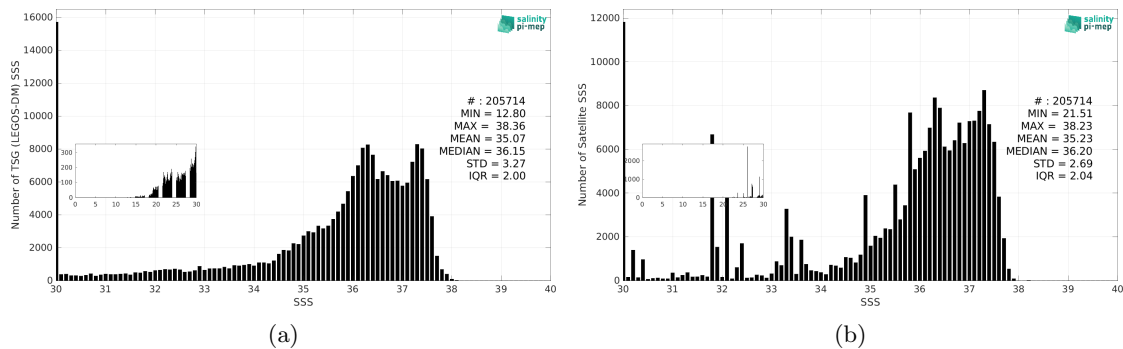 salinity
pi-mep
16000
14000
12000
10000
8000
6000
4000
2000
0
Number of TSG (LEGOS-DM) SSS
# : 205714
MIN = 12.80
MAX = 38.36
MEAN = 35.07
MEDIAN = 36.15
STD = 3.27
IQR = 2.00
300
200
100
0
0 5 10 15 20 25 30
30 31 32 33 34 35 36 37 38 39 40
SSS
(a)
salinity
pi-mep
12000
10000
8000
6000
4000
2000
0
Number of Satellite SSS
# : 205714
MIN = 21.51
MAX = 38.23
MEAN = 35.23
MEDIAN = 36.20
STD = 2.69
IQR = 2.04
2000
1000
0
0 5 10 15 20 25 30
30 31 32 33 34 35 36 37 38 39 40
SSS
(b)